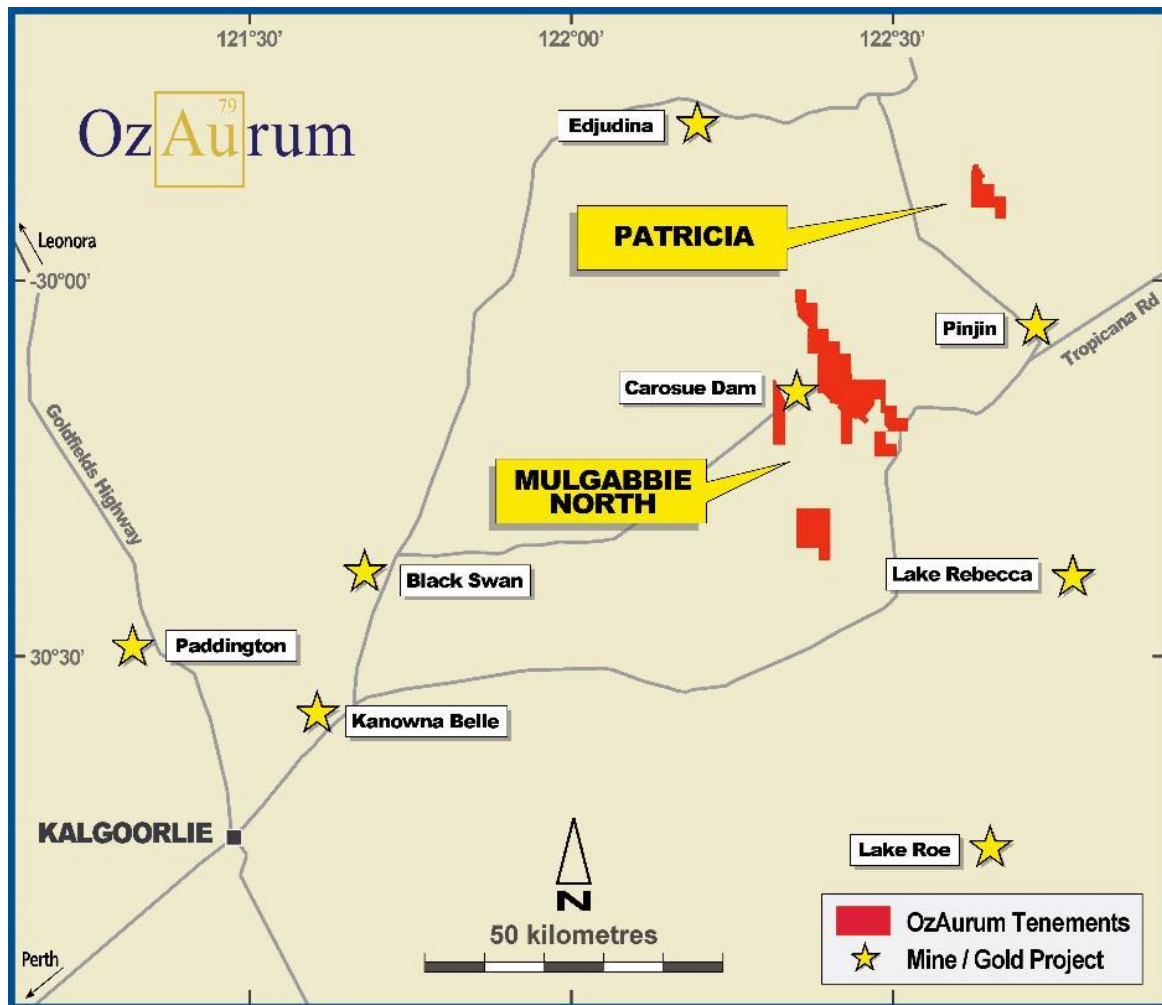 121°30'
122°00'
122°30'
79
OzAurum
Edjudina
PATRICIA
Leonora
-30°00'
Pinjin
Tropicana Rd
Carosue Dam
Goldfields Highway
MULGABBIE
NORTH
Black Swan
Lake Rebecca
Paddington
30°30'
Kanowna Belle
KALGOORLIE
Lake Roe
N
50 kilometres
OzAurum Tenements
Mine / Gold Project
Perth